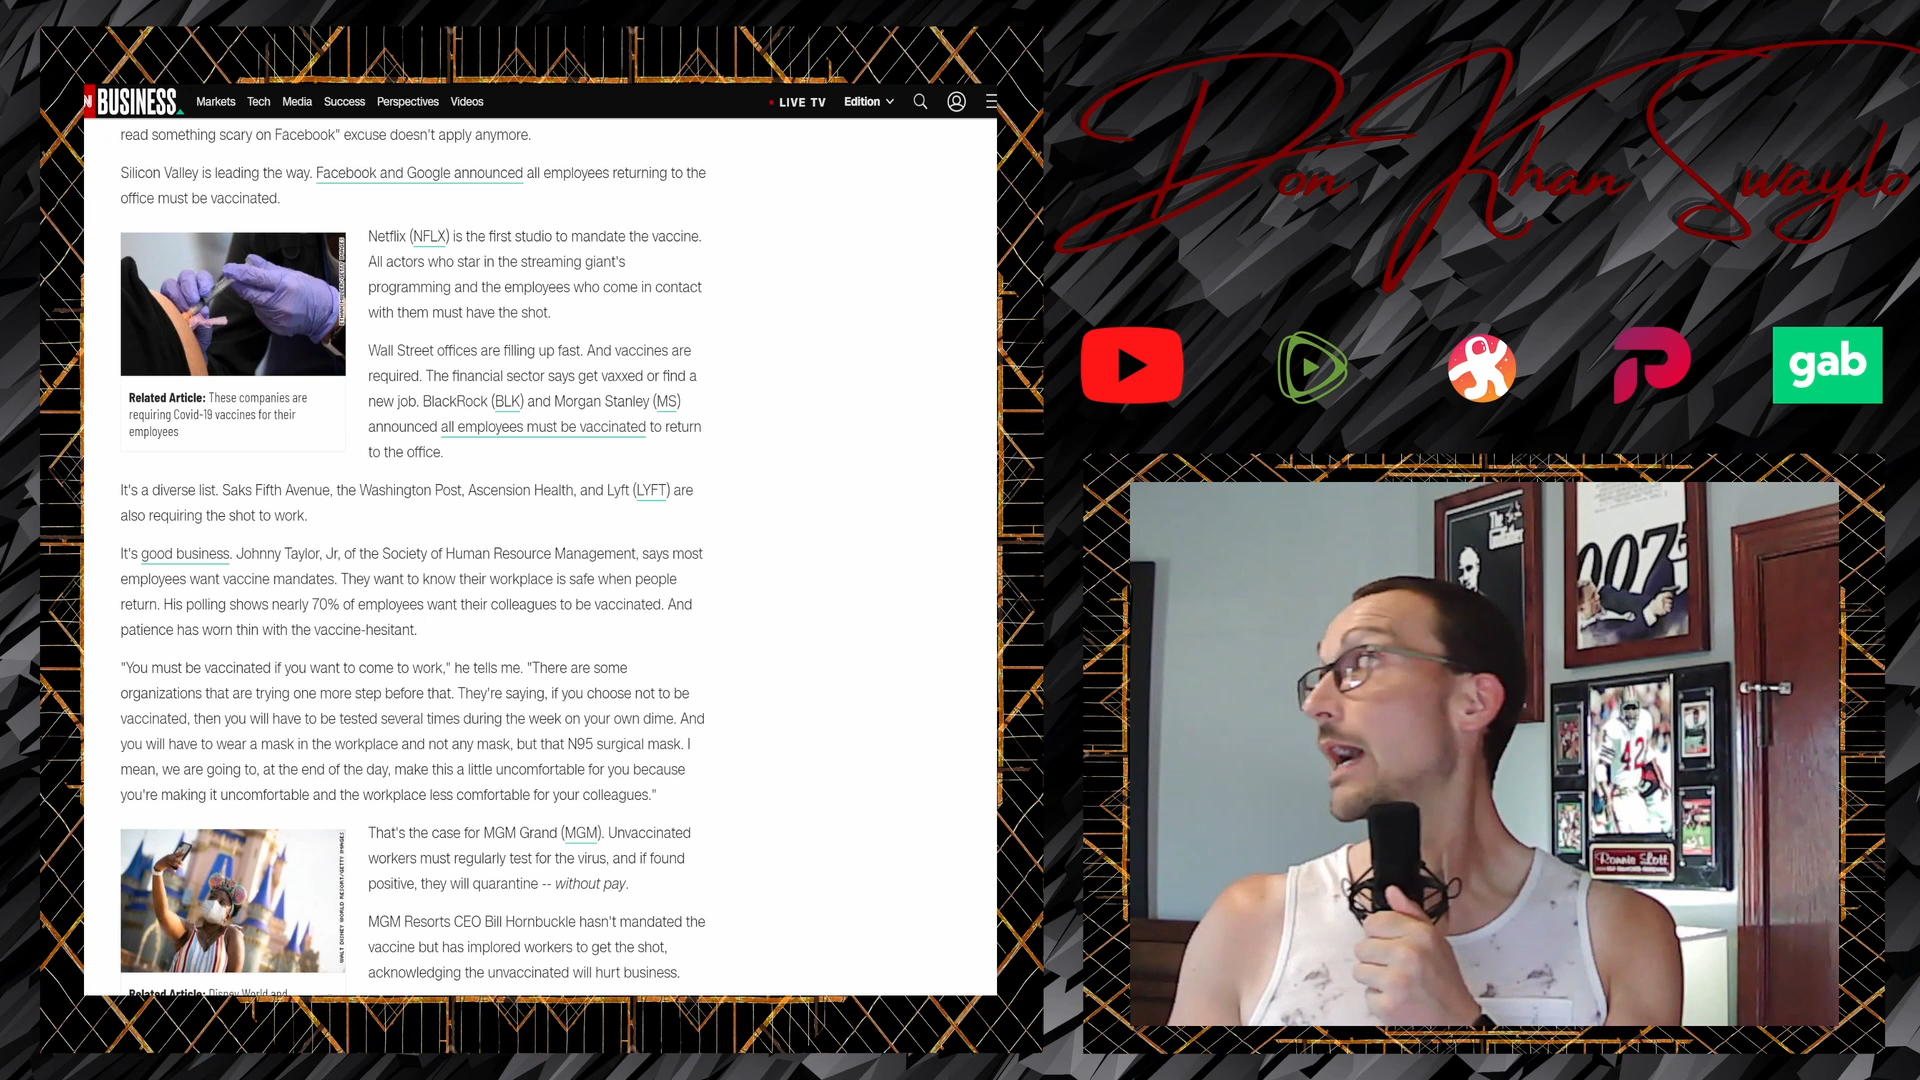 N BUSINESS Markets Tech Media Success Perspectives Videos LIVE TV Edition
read something scary on Facebook" excuse doesn't apply anymore.
Silicon Valley is leading the way. Facebook and Google announced all employees returning to the
office must be vaccinated.
Netflix (NFLX) is the first studio to mandate the vaccine.
All actors who star in the streaming giant's
programming and the employees who come in contact
with them must have the shot.
Related Article: These companies are
requiring Covid-19 vaccines for their
employees
Wall Street offices are filling up fast. And vaccines are
required. The financial sector says get vaxxed or find a
new job. BlackRock (BLK) and Morgan Stanley (MS)
announced all employees must be vaccinated to return
to the office.
It's a diverse list. Saks Fifth Avenue, the Washington Post, Ascension Health, and Lyft (LYFT) are
also requiring the shot to work.
It's good business. Johnny Taylor, Jr, of the Society of Human Resource Management, says most
employees want vaccine mandates. They want to know their workplace is safe when people
return. His polling shows nearly 70% of employees want their colleagues to be vaccinated. And
patience has worn thin with the vaccine-hesitant.
"You must be vaccinated if you want to come to work," he tells me. "There are some
organizations that are trying one more step before that. They're saying, if you choose not to be
vaccinated, then you will have to be tested several times during the week on your own dime. And
you will have to wear a mask in the workplace and not any mask, but that N95 surgical mask. I
mean, we are going to, at the end of the day, make this a little uncomfortable for you because
you're making it uncomfortable and the workplace less comfortable for your colleagues."
WALT DISNEY WORLD RESORT/GETTY IMAGES
That's the case for MGM Grand (MGM). Unvaccinated
workers must regularly test for the virus, and if found
positive, they will quarantine -- without pay.
MGM Resorts CEO Bill Hornbuckle hasn't mandated the
vaccine but has implored workers to get the shot,
acknowledging the unvaccinated will hurt business.
Related Article: Disney World and
Don Khan Swaylo
gab
The
007
42
Ronnie Lott